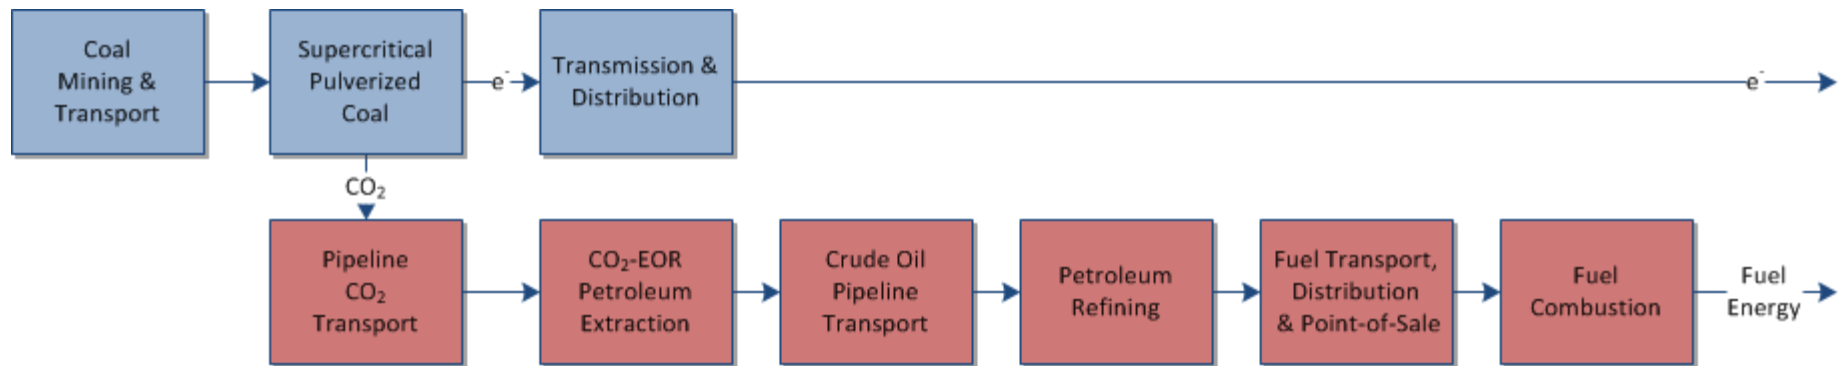 Coal
Mining &
Transport
Supercritical
Pulverized
Coal
e⁻
Transmission &
Distribution
e⁻
CO₂
Pipeline
CO₂
Transport
CO₂-EOR
Petroleum
Extraction
Crude Oil
Pipeline
Transport
Petroleum
Refining
Fuel Transport,
Distribution
& Point-of-Sale
Fuel
Combustion
Fuel
Energy